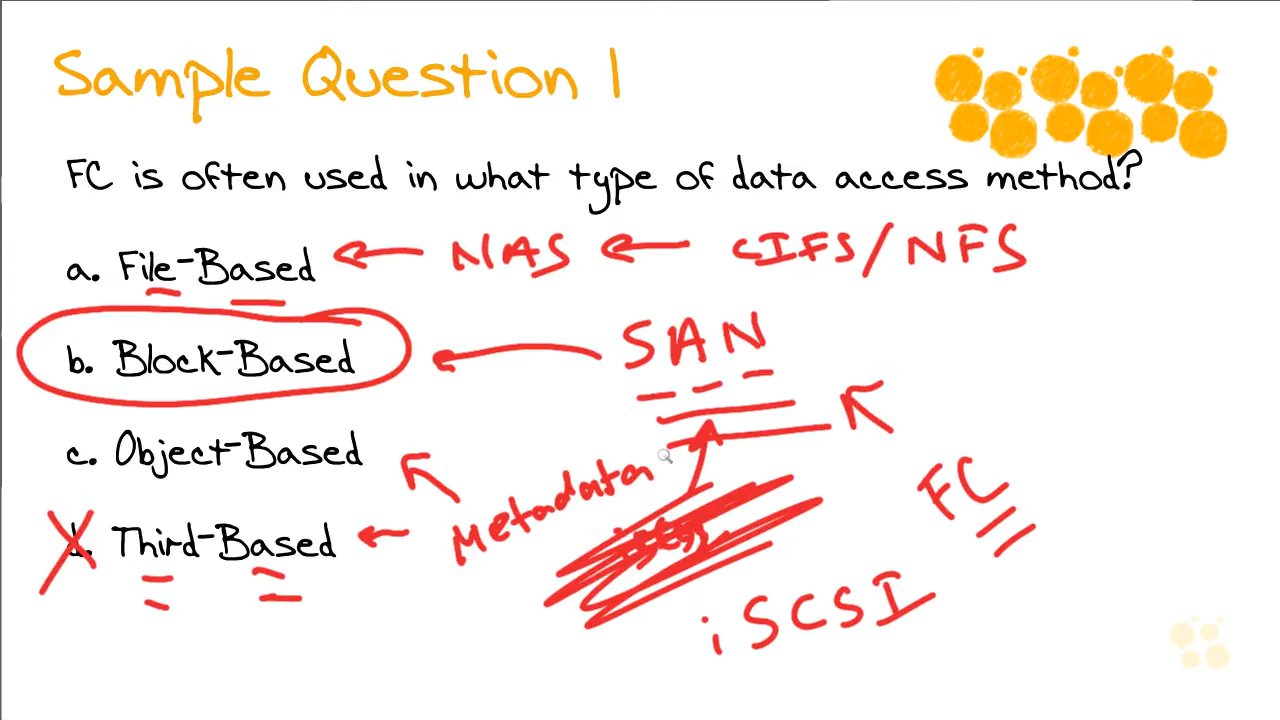 Sample Question 1
FC is often used in what type of data access method?
a. File-Based NAS CIFS/NFS
b. Block-Based SAN
c. Object-Based
Metadata
FC
d. Third-Based
iSCSI